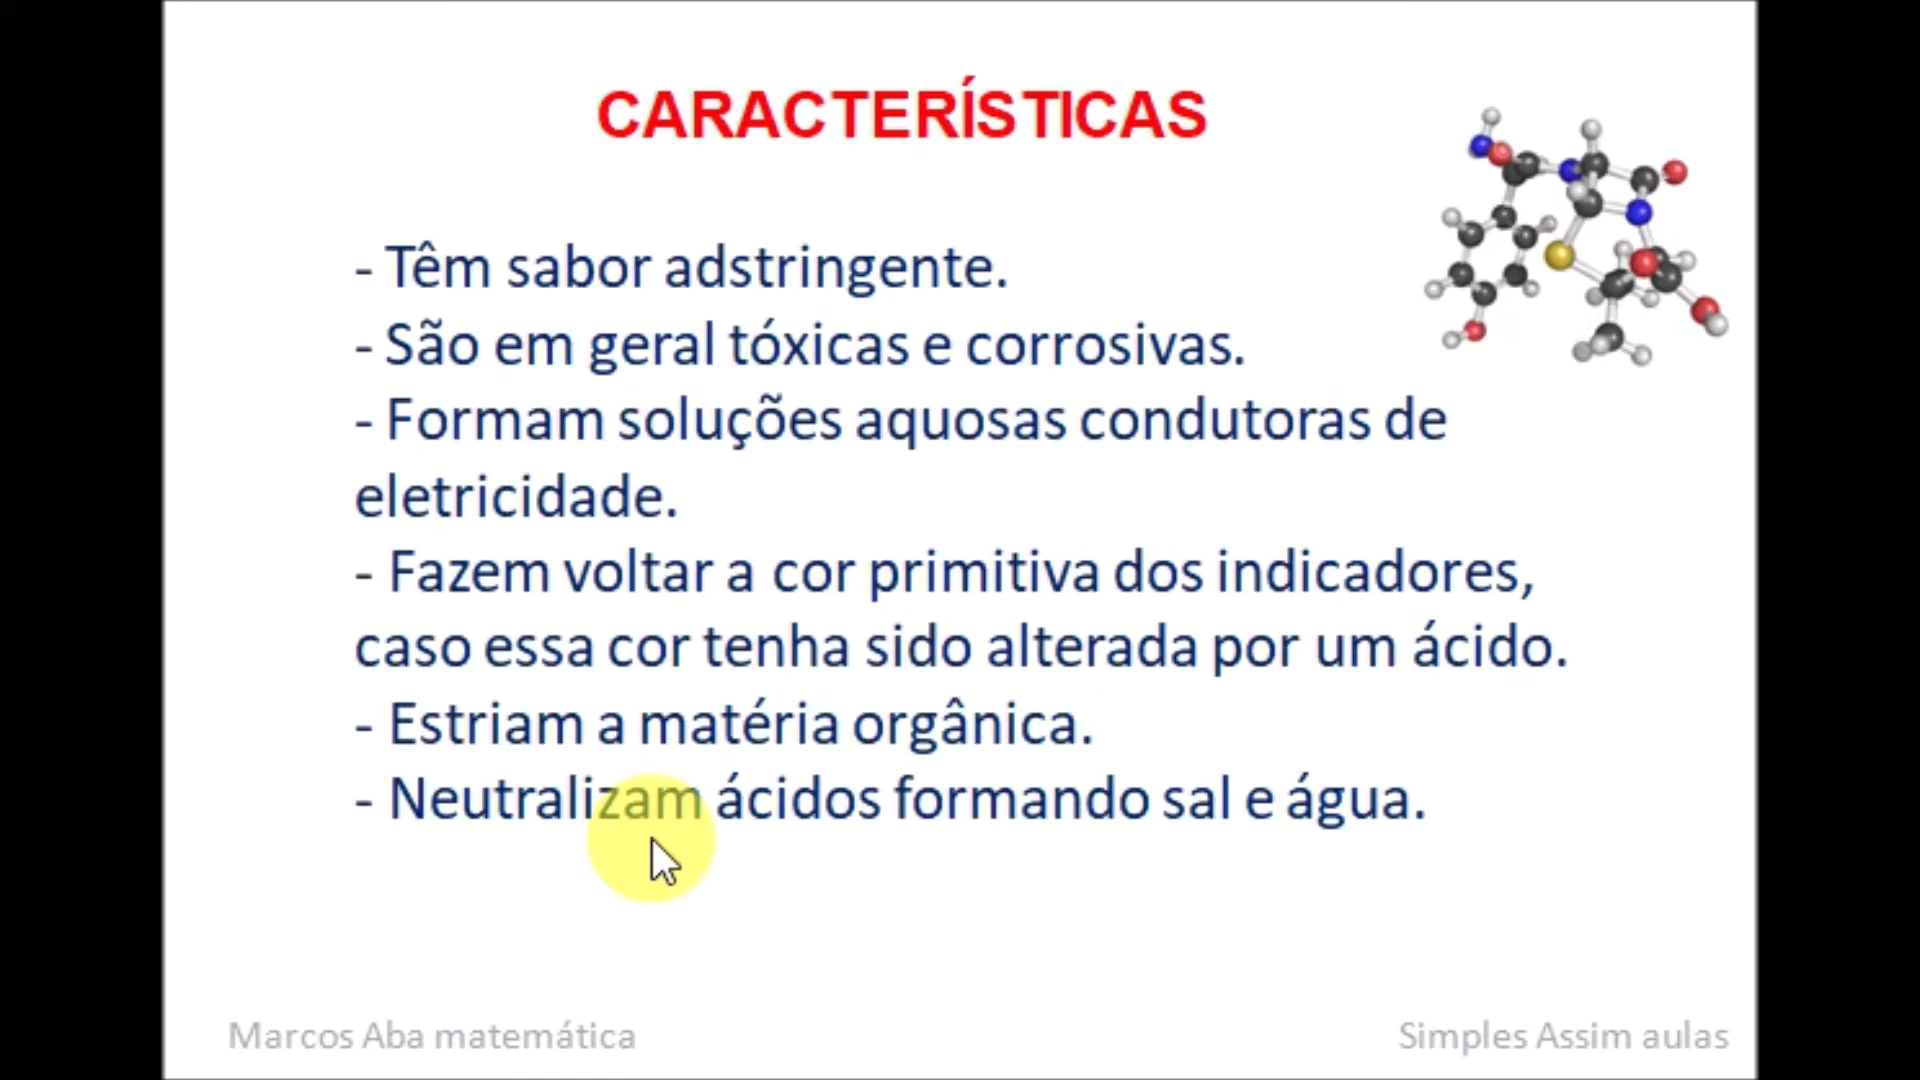 CARACTERÍSTICAS
- Têm sabor adstringente.
- São em geral tóxicas e corrosivas.
- Formam soluções aquosas condutoras de
eletricidade.
- Fazem voltar a cor primitiva dos indicadores,
caso essa cor tenha sido alterada por um ácido.
- Estriam a matéria orgânica.
- Neutralizam ácidos formando sal e água.
Marcos Aba matemática
Simples Assim aulas